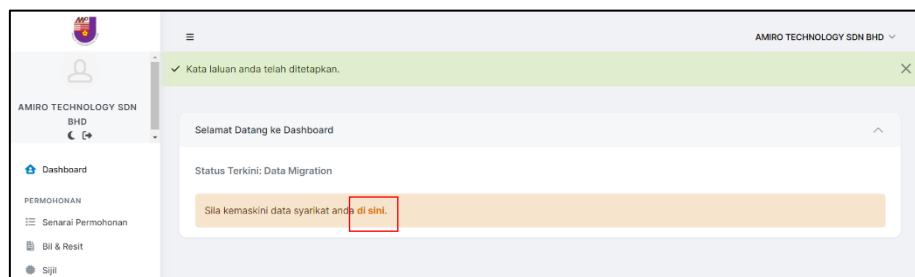 AMIRO TECHNOLOGY SDN BHD
✓ Kata laluan anda telah ditetapkan.
AMIRO TECHNOLOGY SDN
BHD
Selamat Datang ke Dashboard
Dashboard
Status Terkini: Data Migration
PERMOHONAN
Sila kemaskini data syarikat anda di sini.
Senarai Permohonan
Bil & Resit
Sijil